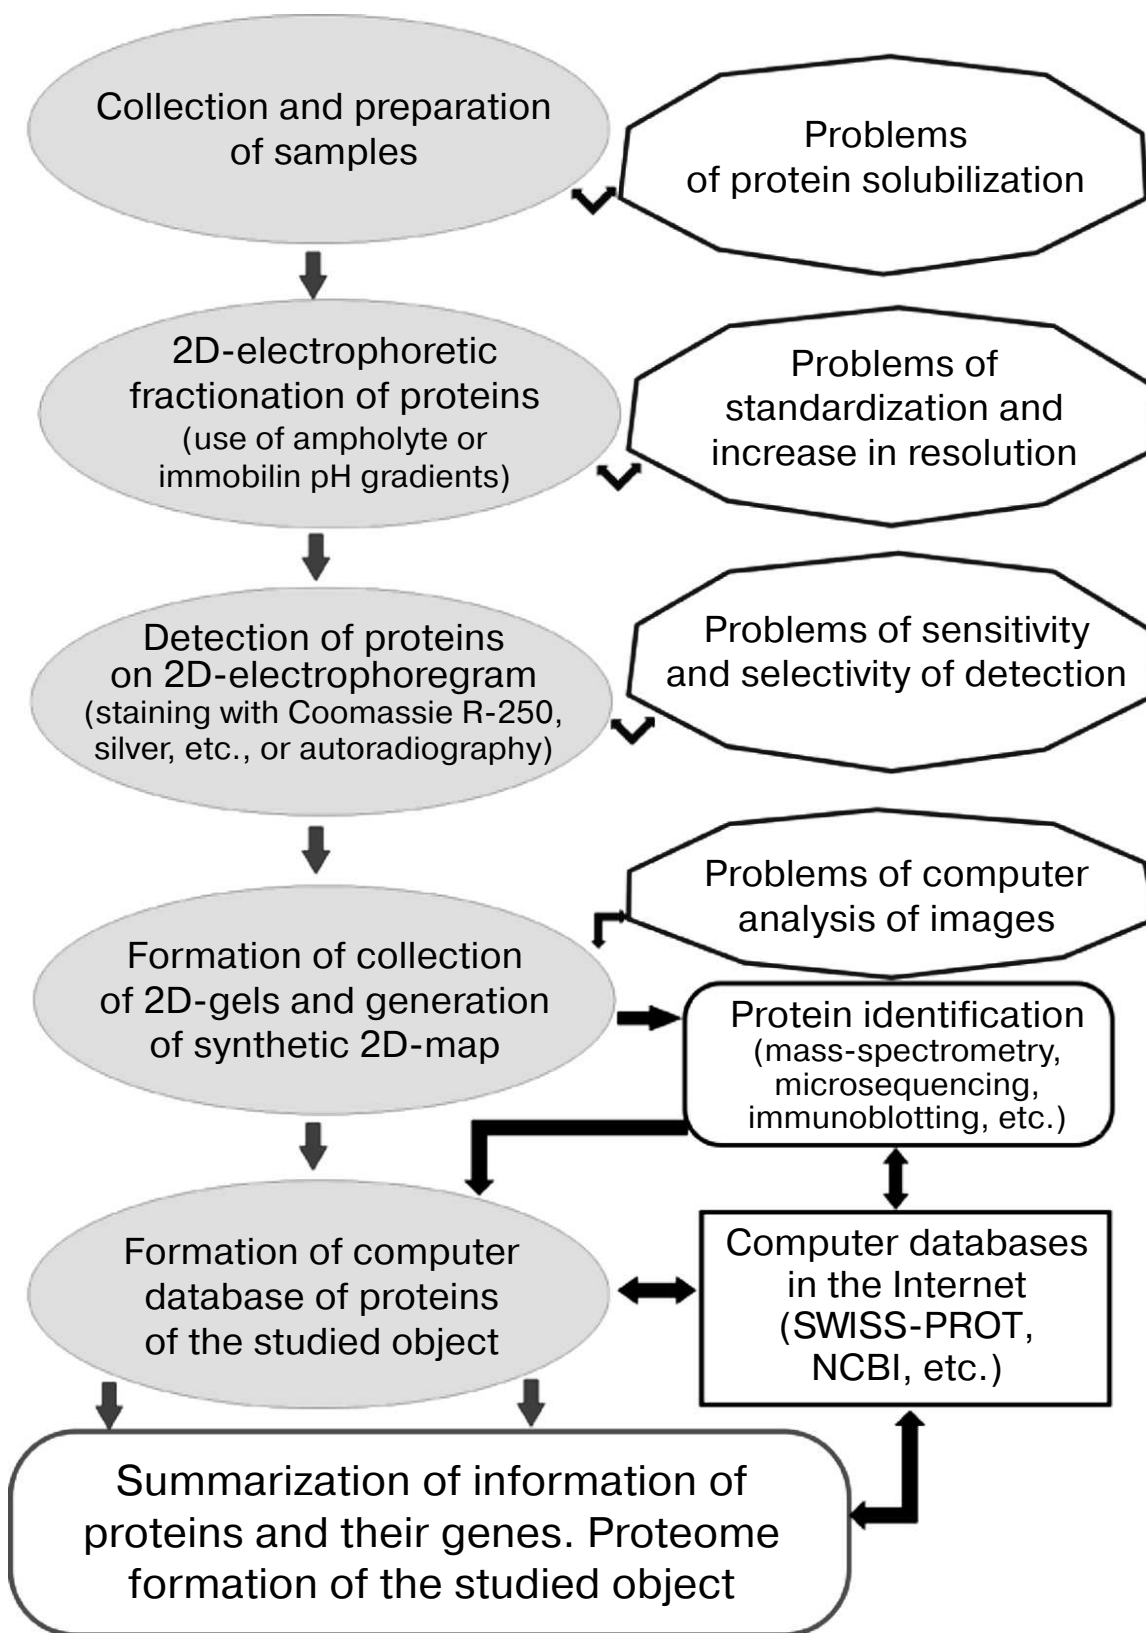 Collection and preparation
of samples
Problems
of protein solubilization
2D-electrophoretic
fractionation of proteins
(use of ampholyte or
immobilin pH gradients)
Problems of
standardization and
increase in resolution
Detection of proteins
on 2D-electrophoregram
(staining with Coomassie R-250,
silver, etc., or autoradiography)
Problems of sensitivity
and selectivity of detection
Problems of computer
analysis of images
Formation of collection
of 2D-gels and generation
of synthetic 2D-map
Protein identification
(mass-spectrometry,
microsequencing,
immunoblotting, etc.)
Formation of computer
database of proteins
of the studied object
Computer databases
in the Internet
(SWISS-PROT,
NCBI, etc.)
Summarization of information of
proteins and their genes. Proteome
formation of the studied object